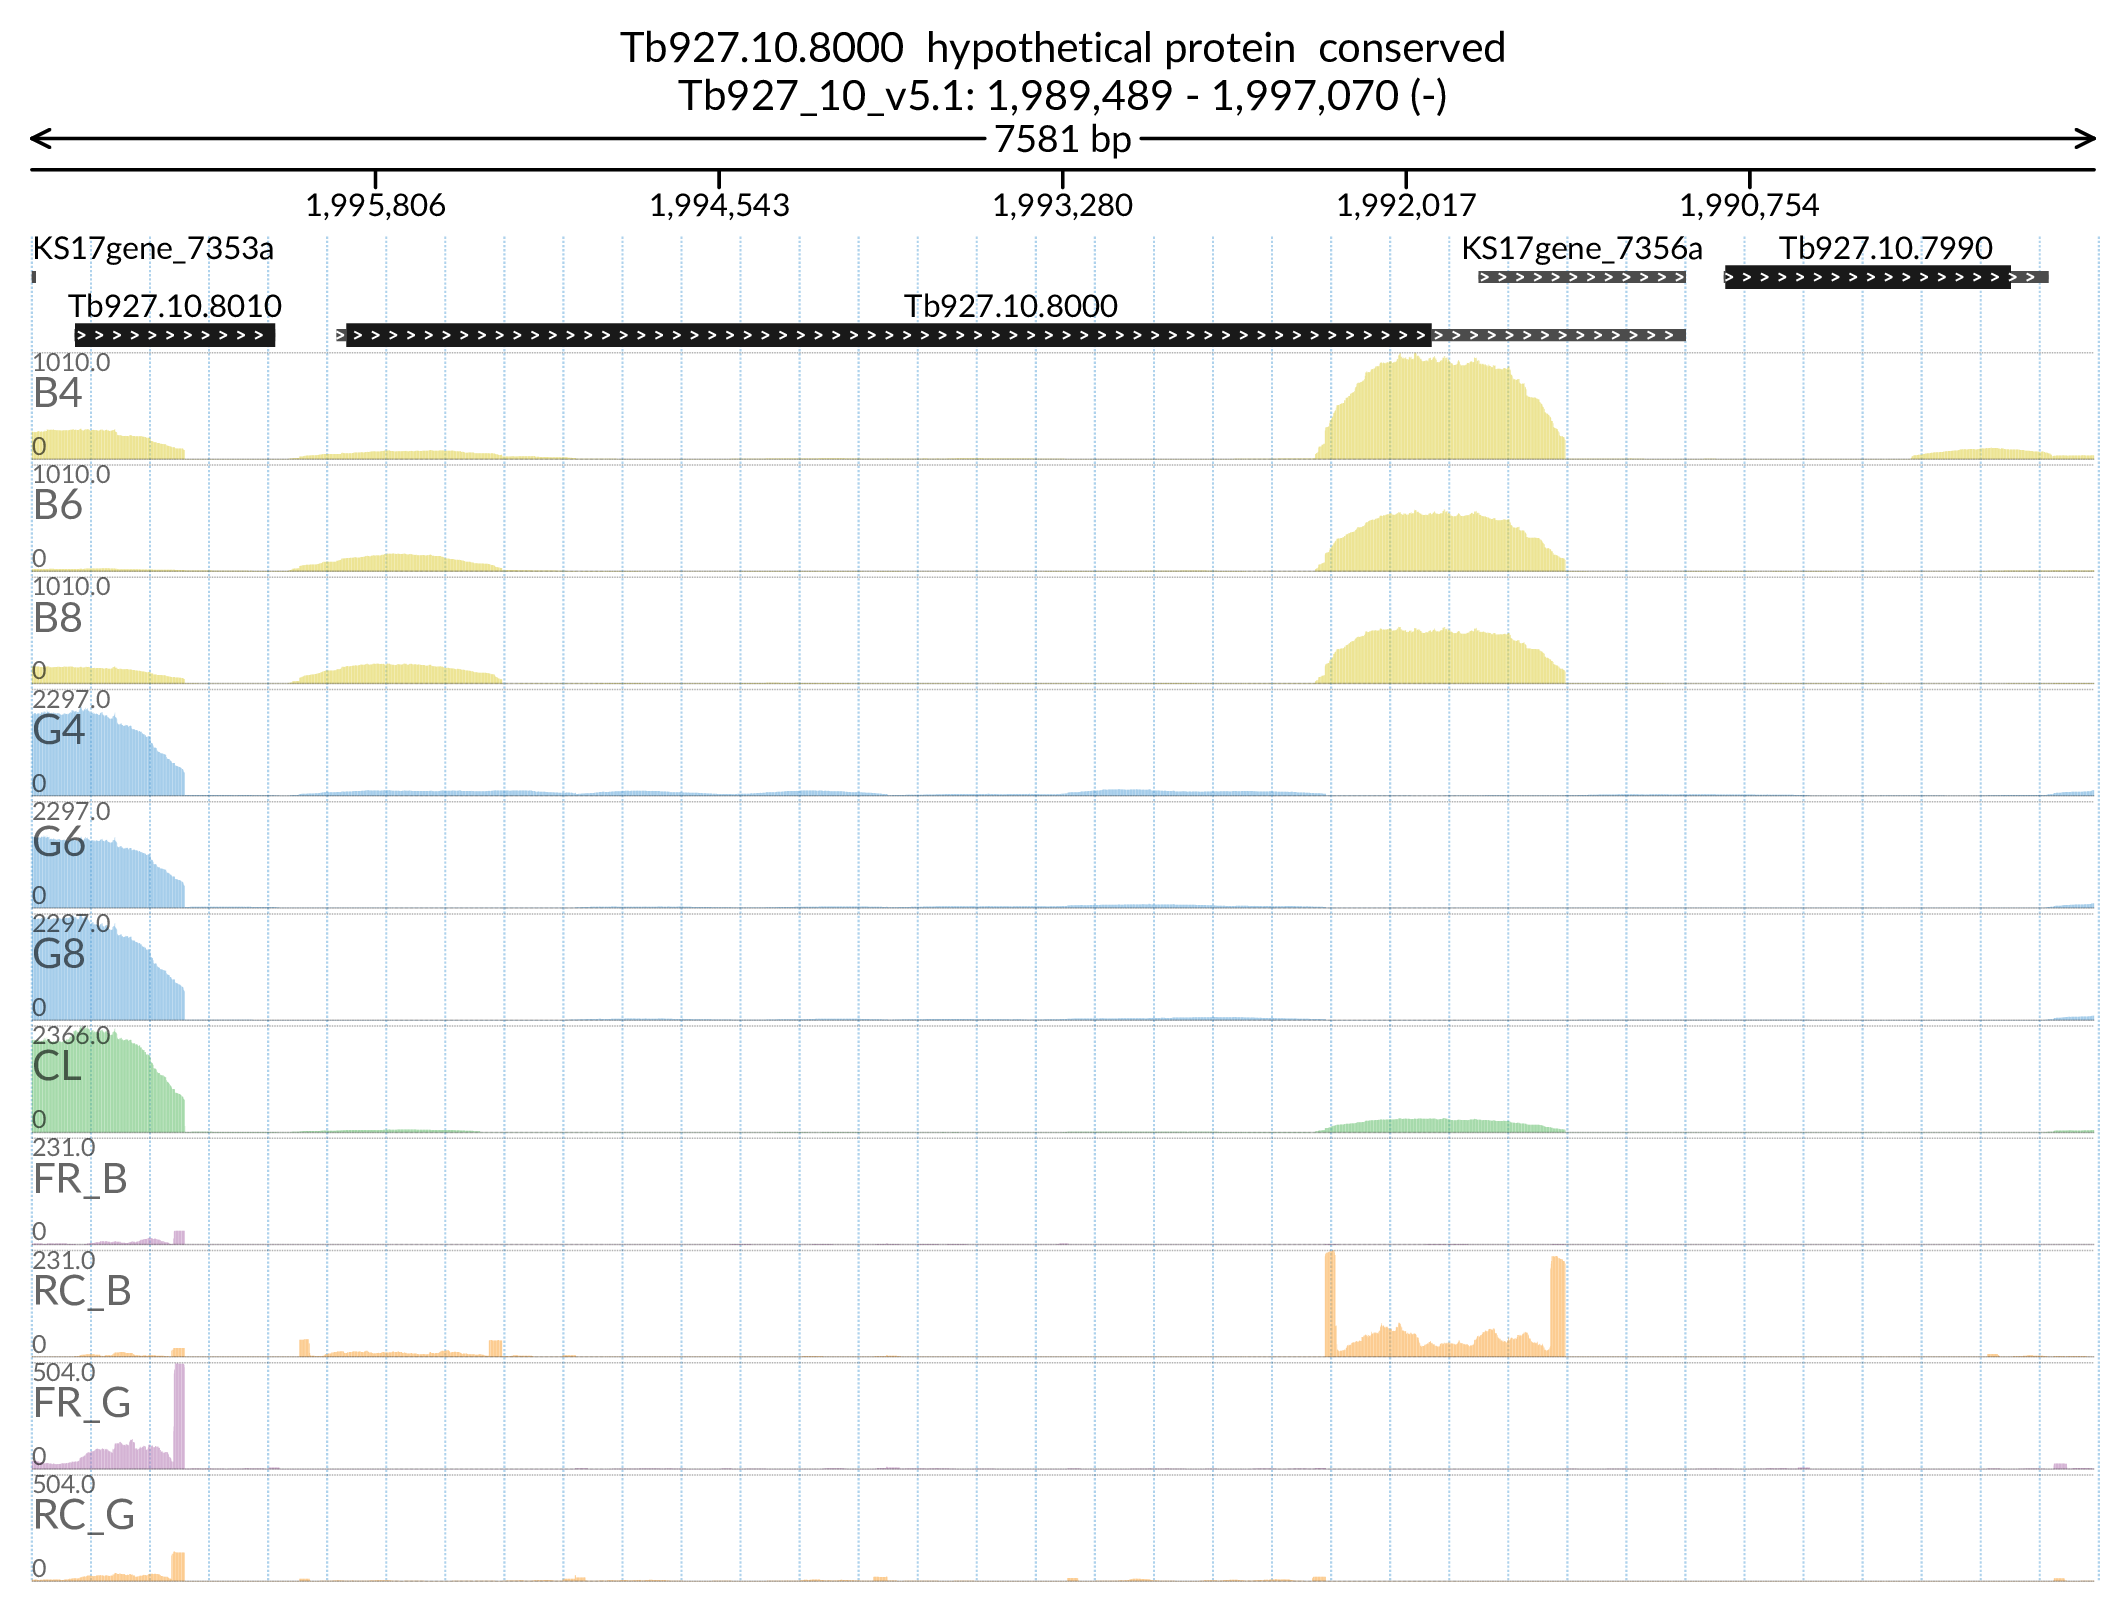 Tb927.10.8000 hypothetical protein conserved
Tb927_10_v5.1: 1,989,489 - 1,997,070 (-)
7581 bp
1,995,806 1,994,543 1,993,280 1,992,017 1,990,754
KS17gene_7353a KS17gene_7356a Tb927.10.7990
Tb927.10.8010 Tb927.10.8000
1010.0
B4
0
1010.0
B6
0
1010.0
B8
0
2297.0
G4
0
2297.0
G6
0
2297.0
G8
0
2366.0
CL
0
231.0
FR_B
0
231.0
RC_B
0
504.0
FR_G
0
504.0
RC_G
0